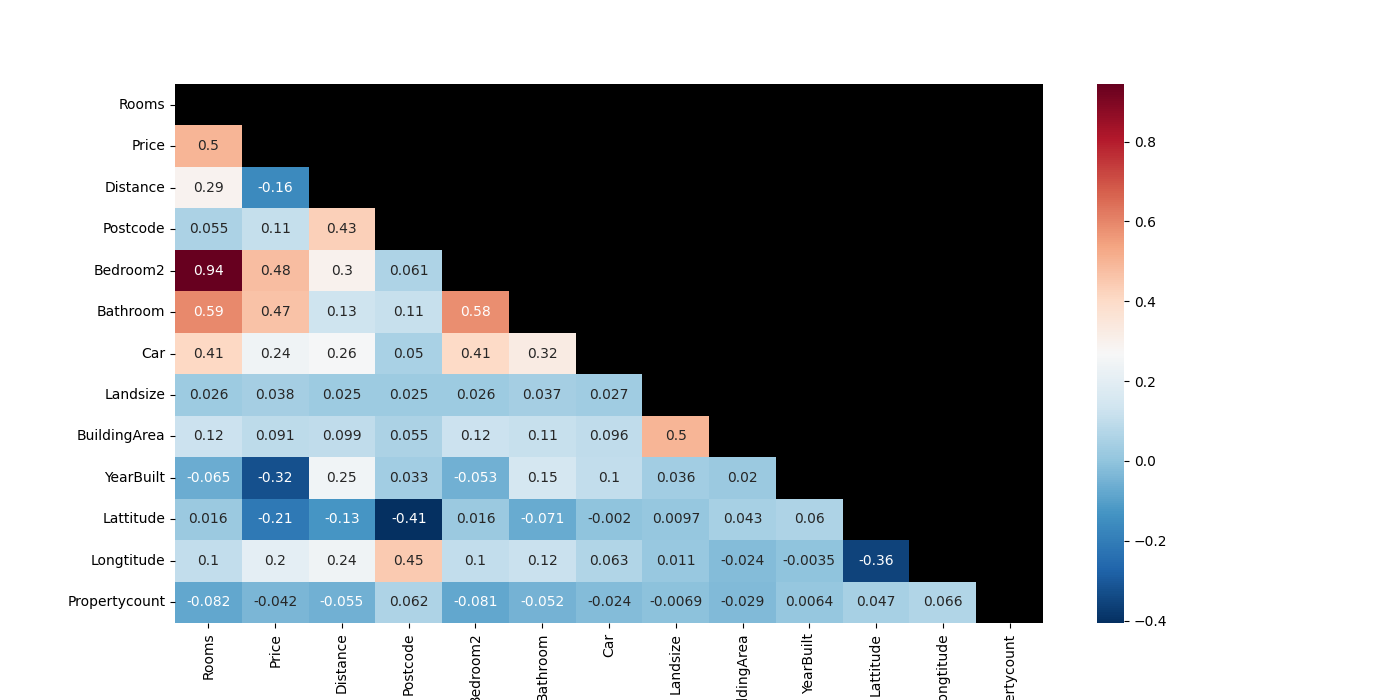 Rooms
Price 0.5
Distance 0.29 -0.16
Postcode 0.055 0.11 0.43
Bedroom2 0.94 0.48 0.3 0.061
Bathroom 0.59 0.47 0.13 0.11 0.58
Car 0.41 0.24 0.26 0.05 0.41 0.32
Landsize 0.026 0.038 0.025 0.025 0.026 0.037 0.027
BuildingArea 0.12 0.091 0.099 0.055 0.12 0.11 0.096 0.5
YearBuilt -0.065 -0.32 0.25 0.033 -0.053 0.15 0.1 0.036 0.02
Lattitude 0.016 -0.21 -0.13 -0.41 0.016 -0.071 -0.002 0.0097 0.043 0.06
Longtitude 0.1 0.2 0.24 0.45 0.1 0.12 0.063 0.011 -0.024 -0.0035 -0.36
Propertycount -0.082 -0.042 -0.055 0.062 -0.081 -0.052 -0.024 -0.0069 -0.029 0.0064 0.047 0.066
Rooms
Price
Distance
Postcode
edroom2
athroom
Car
Landsize
dingArea
YearBuilt
Lattitude
ongtitude
ertycount
0.8
0.6
0.4
0.2
0.0
−0.2
−0.4